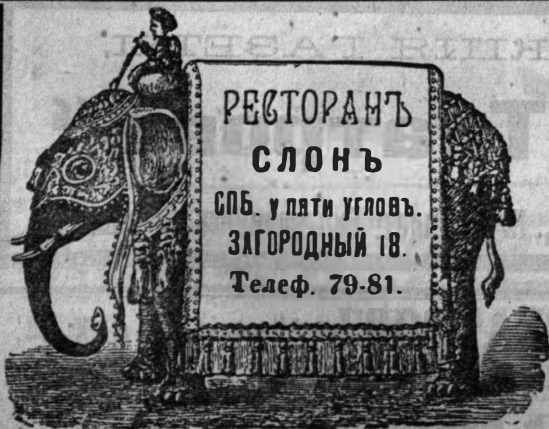 РЕСТОРАНЪ
СЛОНЪ
СПБ. у пяти угловъ.
ЗАГОРОДНЫЙ 18.
Телеф. 79-81.